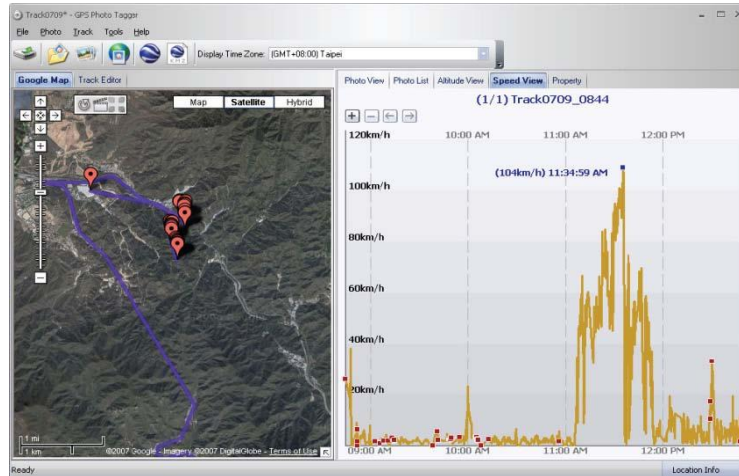 Track0709* - GPS Photo Tagger
File Photo Track Tools Help
Display Time Zone: (GMT+08:00) Taipei
Google Map Track Editor
Photo View Photo List Altitude View Speed View Property
Map Satellite Hybrid
(1/1) Track0709_0844
120km/h 10:00 AM 11:00 AM 12:00 PM
(104km/h) 11:34:59 AM
100km/h
80km/h
60km/h
40km/h
20km/h
1 mi
1 km
©2007 Google - Imagery ©2007 DigitalGlobe - Terms of Use
09:00 AM 10:00 AM 11:00 AM 12:00 PM
Ready
Location Info